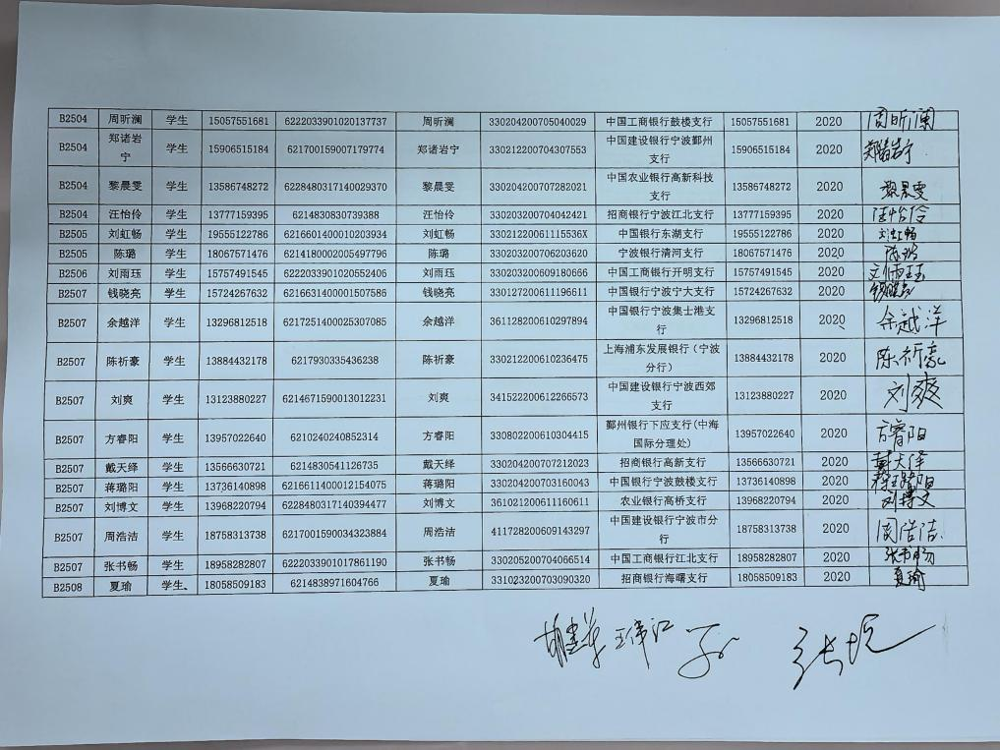 B2504 周昕澜 学生 15057551681 6222033901020137737 周昕澜 330204200705040029 中国工商银行鼓楼支行 15057551681 2020 周昕澜
B2504 郑诸岩宁 学生 15906515184 621700159007179774 郑诸岩宁 330212200704307553 中国建设银行宁波鄞州支行 15906515184 2020 郑诸岩宁
B2504 黎晨雯 学生 13586748272 6228480317140029370 黎晨雯 330204200707282021 中国农业银行高新科技支行 13586748272 2020 黎晨雯
B2504 汪怡伶 学生 13777159395 6214830830739388 汪怡伶 330203200704042421 招商银行宁波江北支行 13777159395 2020 汪怡伶
B2505 刘虹畅 学生 19555122786 6216601400010203934 刘虹畅 33021220061115536X 中国银行东湖支行 19555122786 2020 刘虹畅
B2505 陈璐 学生 18067571476 6214180002005497796 陈璐 330203200706203620 宁波银行清河支行 18067571476 2020 陈璐
B2506 刘雨珏 学生 15757491545 6222033901020552406 刘雨珏 330203200609180666 中国工商银行开明支行 15757491545 2020 刘雨珏
B2507 钱晓亮 学生 15724267632 6216631400001507586 钱晓亮 330127200611196611 中国银行宁波宁大支行 15724267632 2020 钱晓亮
B2507 余越洋 学生 13296812518 6217251400025307085 余越洋 361128200610297894 中国银行宁波集士港支行 13296812518 2020 余越洋
B2507 陈祈豪 学生 13884432178 6217930335436238 陈祈豪 330212200610236475 上海浦东发展银行（宁波分行） 13884432178 2020 陈祈豪
B2507 刘爽 学生 13123880227 6214671590013012231 刘爽 341522200612266573 中国建设银行宁波西郊支行 13123880227 2020 刘爽
B2507 方睿阳 学生 13957022640 6210240240852314 方睿阳 330802200610304415 鄞州银行下应支行(中海国际分理处) 13957022640 2020 方睿阳
B2507 戴天绎 学生 13566630721 6214830541126735 戴天绎 330204200707212023 招商银行高新支行 13566630721 2020 戴天绎
B2507 蒋璐阳 学生 13736140898 6216611400012154075 蒋璐阳 330204200703160043 中国银行宁波鼓楼支行 13736140898 2020 蒋璐阳
B2507 刘博文 学生 13968220794 6228480317140394477 刘博文 361021200611160611 农业银行高桥支行 13968220794 2020 刘博文
B2507 周浩洁 学生 18758313738 6217001590034323884 周浩洁 411728200609143297 中国建设银行宁波市分行 18758313738 2020 周浩洁
B2507 张书畅 学生 18958282807 6222033901017861190 张书畅 330205200704066514 中国工商银行江北支行 18958282807 2020 张书畅
B2508 夏瑜 学生、 18058509183 6214838971604766 夏瑜 331023200703090320 招商银行海曙支行 18058509183 2020 夏瑜